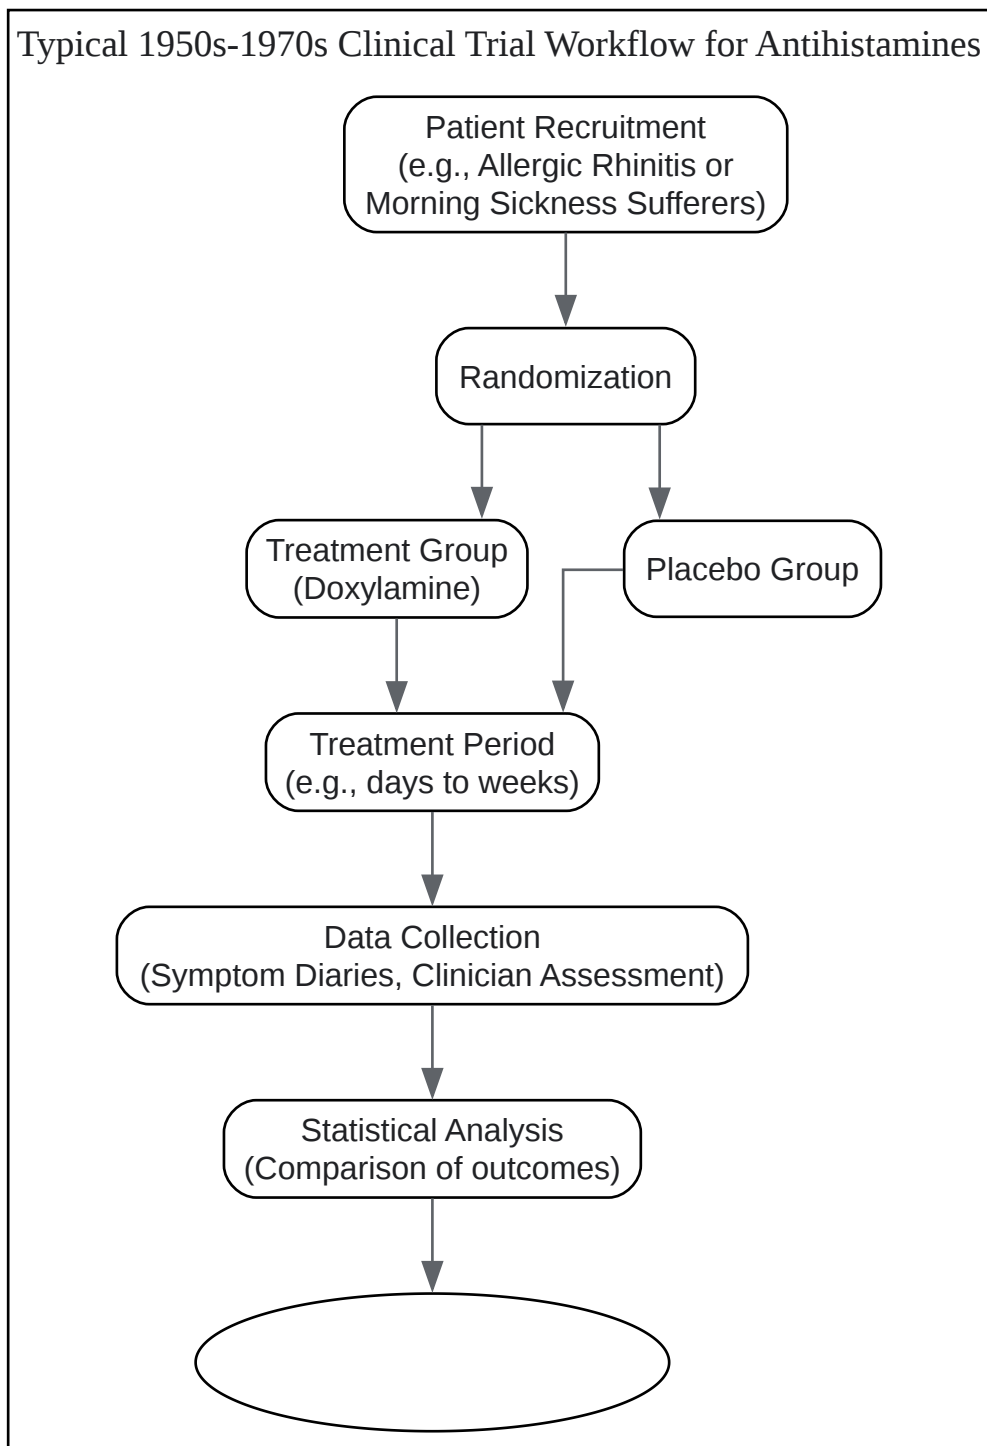 Typical 1950s-1970s Clinical Trial Workflow for Antihistamines
Patient Recruitment
(e.g., Allergic Rhinitis or
Morning Sickness Sufferers)
Randomization
Treatment Group
(Doxylamine)
Placebo Group
Treatment Period
(e.g., days to weeks)
Data Collection
(Symptom Diaries, Clinician Assessment)
Statistical Analysis
(Comparison of outcomes)